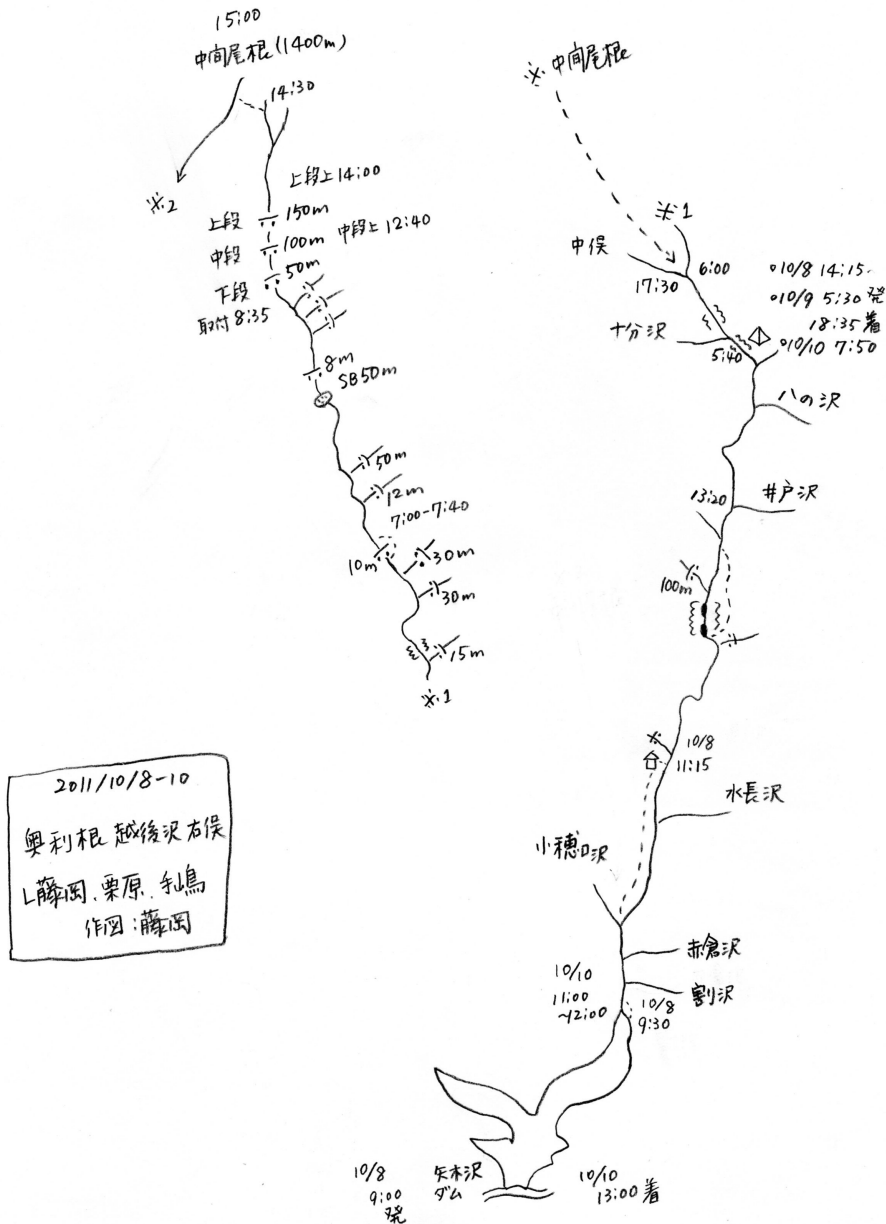 15:00
中間尾根(1400m)
14:30
※2
上段上 14:00
上段 150m
中段 100m 中段上 12:40
下段 50m
取付 8:35
8m
SB50m
50m
12m
7:00-7:40
10m
30m
30m
15m
※1
※ 中間尾根
※1
中俣
17:30
6:00
○10/8 14:15
○10/9 5:30 発
18:35 着
○10/10 7:50
十分沢
5:40
八の沢
13:20
井戸沢
100m
10/8
11:15
水長沢
小穂口沢
赤倉沢
割沢
10/10
11:00
~12:00
10/8
9:30
10/8
9:00
発
矢木沢
ダム
10/10
13:00 着
2011/10/8-10
奥利根 越後沢右俣
L藤岡、栗原、手嶋
作図:藤岡